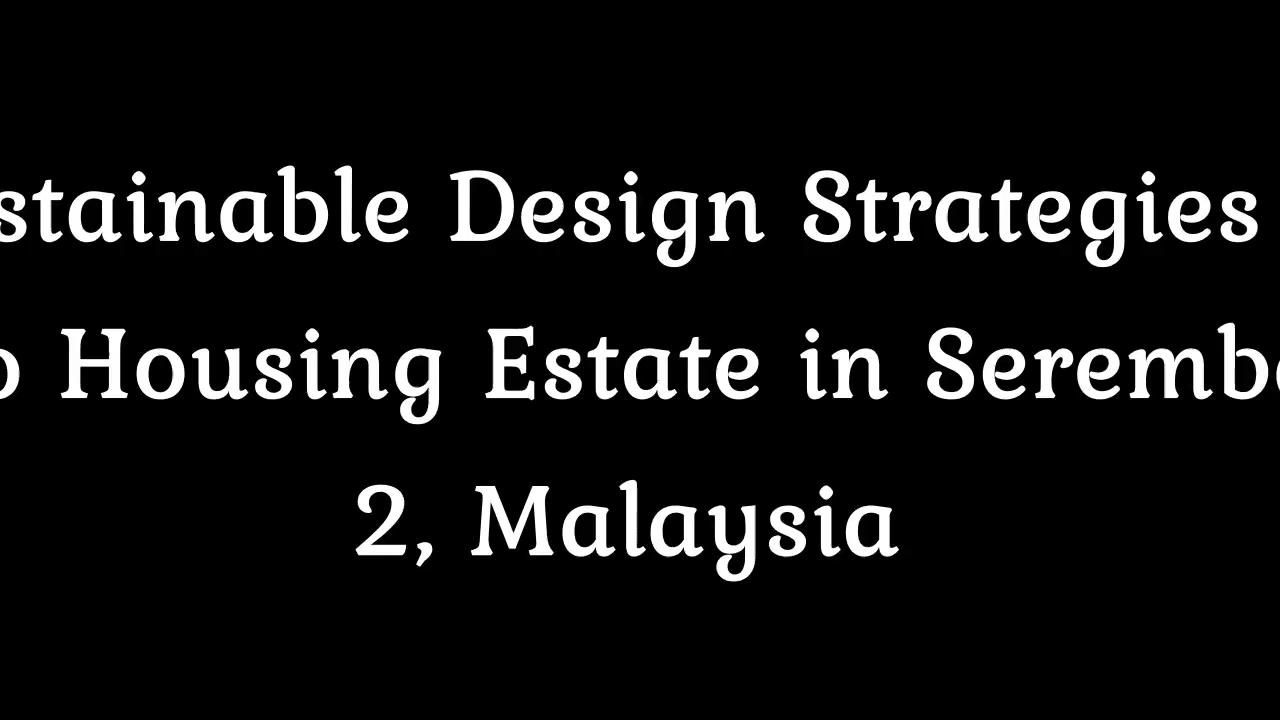 stainable Design Strategies
o Housing Estate in Seremb
2, Malaysia